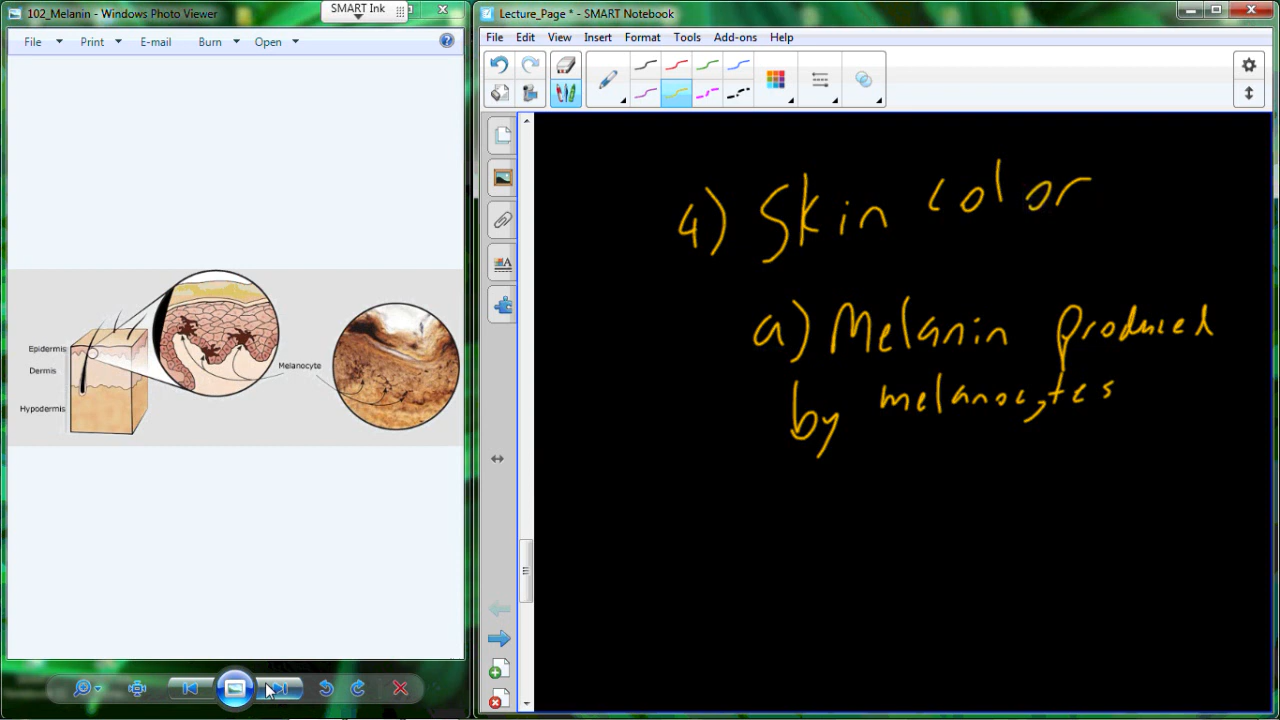 102_Melanin - Windows Photo Viewer
SMART Ink
File Print E-mail Burn Open
Epidermis
Dermis
Hypodermis
Melanocyte
Lecture_Page * - SMART Notebook
File Edit View Insert Format Tools Add-ons Help
4) Skin color
a) Melanin produced
by melanocytes